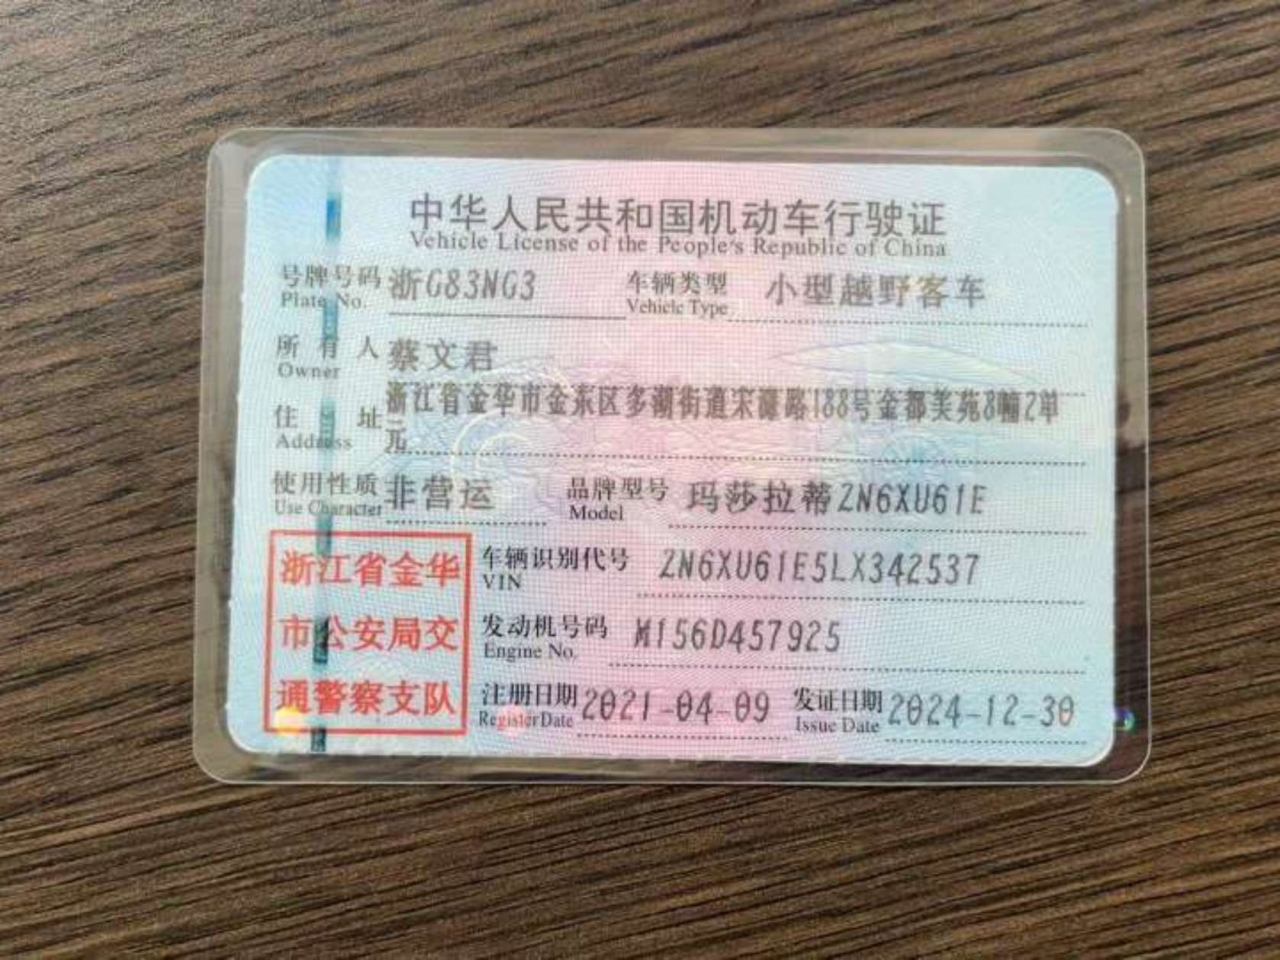 中华人民共和国机动车行驶证
Vehicle License of the People's Republic of China
号牌号码 浙G83NG3 车辆类型 小型越野客车
Plate No. Vehicle Type
所有人 蔡文君
Owner
住址 浙江省金华市金东区多湖街道宋濂路188号金都美苑8幢2单
Address 元
使用性质 非营运 品牌型号 玛莎拉蒂ZN6XU61E
Use Character Model
浙江省金华 车辆识别代号 ZN6XU61E5LX342537
VIN
市公安局交 发动机号码 M156D457925
Engine No.
通警察支队 注册日期 2021-04-09 发证日期 2024-12-30
Register Date Issue Date